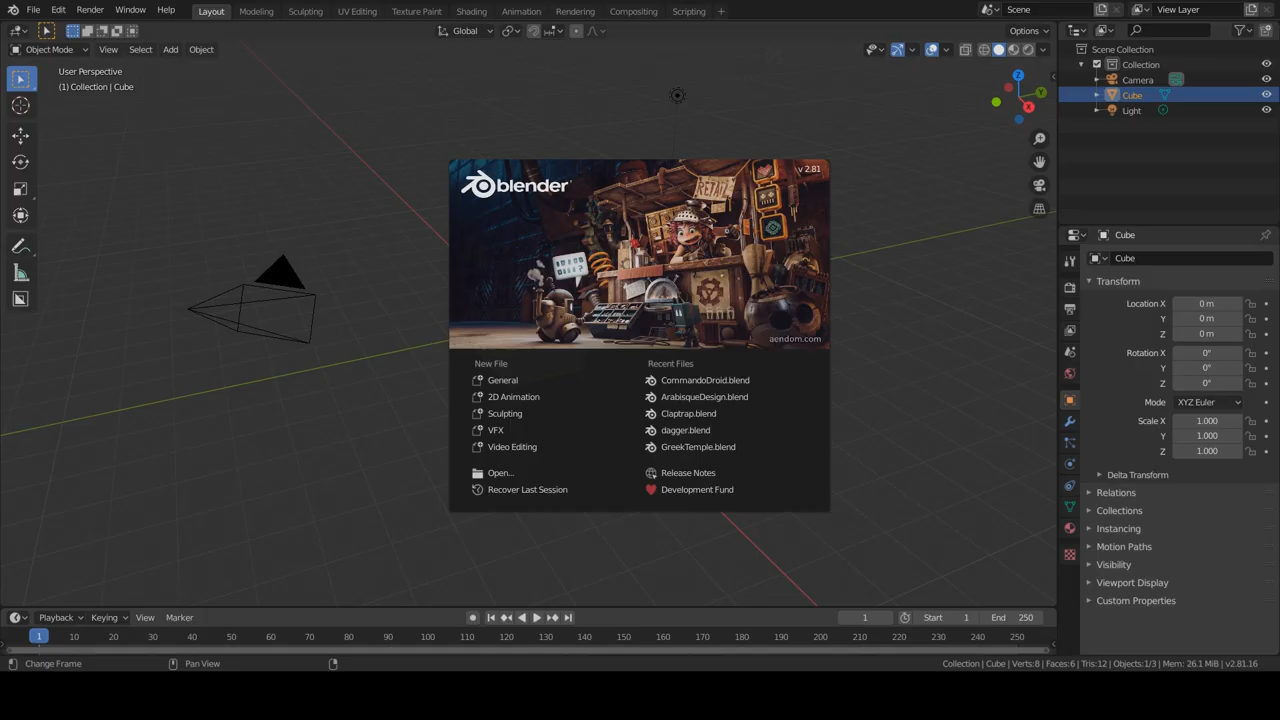 File Edit Render Window Help Layout Modeling Sculpting UV Editing Texture Paint Shading Animation Rendering Compositing Scripting + Scene View Layer
Global Options
Object Mode View Select Add Object
User Perspective
(1) Collection | Cube
Z
Y
X
blender
v 2.81
RETAIL
aendom.com
New File
General
2D Animation
Sculpting
VFX
Video Editing
Open...
Recover Last Session
Recent Files
CommandoDroid.blend
ArabisqueDesign.blend
Claptrap.blend
dagger.blend
GreekTemple.blend
Release Notes
Development Fund
Scene Collection
Collection
Camera
Cube
Light
Cube
Cube
Transform
Location X 0 m
Y 0 m
Z 0 m
Rotation X 0°
Y 0°
Z 0°
Mode XYZ Euler
Scale X 1.000
Y 1.000
Z 1.000
Delta Transform
Relations
Collections
Instancing
Motion Paths
Visibility
Viewport Display
Custom Properties
Playback Keying View Marker 1 Start 1 End 250
1 10 20 30 40 50 60 70 80 90 100 110 120 130 140 150 160 170 180 190 200 210 220 230 240 250
Change Frame Pan View Collection | Cube | Verts:8 | Faces:6 | Tris:12 | Objects:1/3 | Mem: 26.1 MiB | v2.81.16